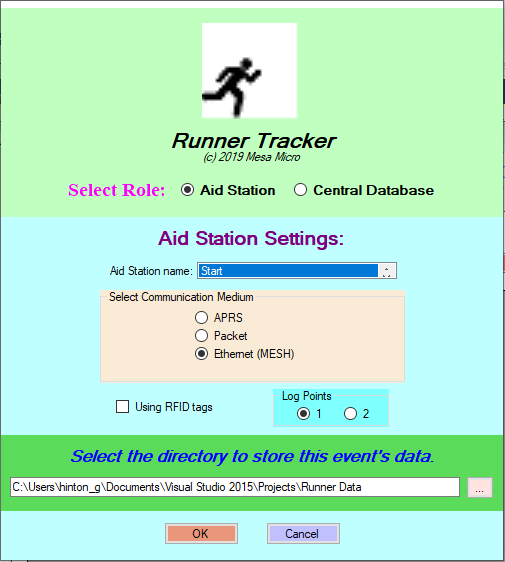 Runner Tracker
(c) 2019 Mesa Micro
Select Role: Aid Station Central Database
Aid Station Settings:
Aid Station name: Start
Select Communication Medium
APRS
Packet
Ethernet (MESH)
Using RFID tags
Log Points
1 2
Select the directory to store this event's data.
C:\Users\hinton_g\Documents\Visual Studio 2015\Projects\Runner Data ...
OK Cancel